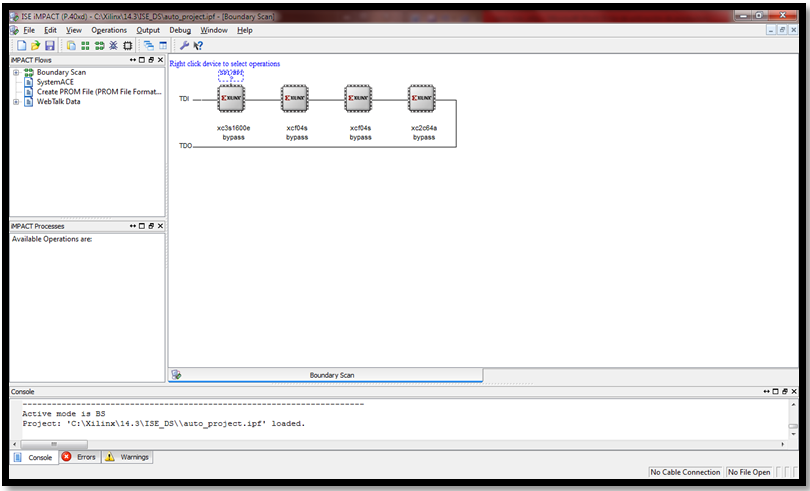 ISE iMPACT (P.40xd) - C:\Xilinx\14.3\ISE_DS\auto_project.ipf - [Boundary Scan]
File Edit View Operations Output Debug Window Help
iMPACT Flows
Boundary Scan
SystemACE
Create PROM File (PROM File Format...
WebTalk Data
iMPACT Processes
Available Operations are:
Right click device to select operations
SPI/BPI
?
TDI
XILINX XILINX XILINX XILINX
xc3s1600e xcf04s xcf04s xc2c64a
bypass bypass bypass bypass
TDO
Boundary Scan
Console
Active mode is BS
Project: 'C:\Xilinx\14.3\ISE_DS\\auto_project.ipf' loaded.
Console Errors Warnings
No Cable Connection No File Open